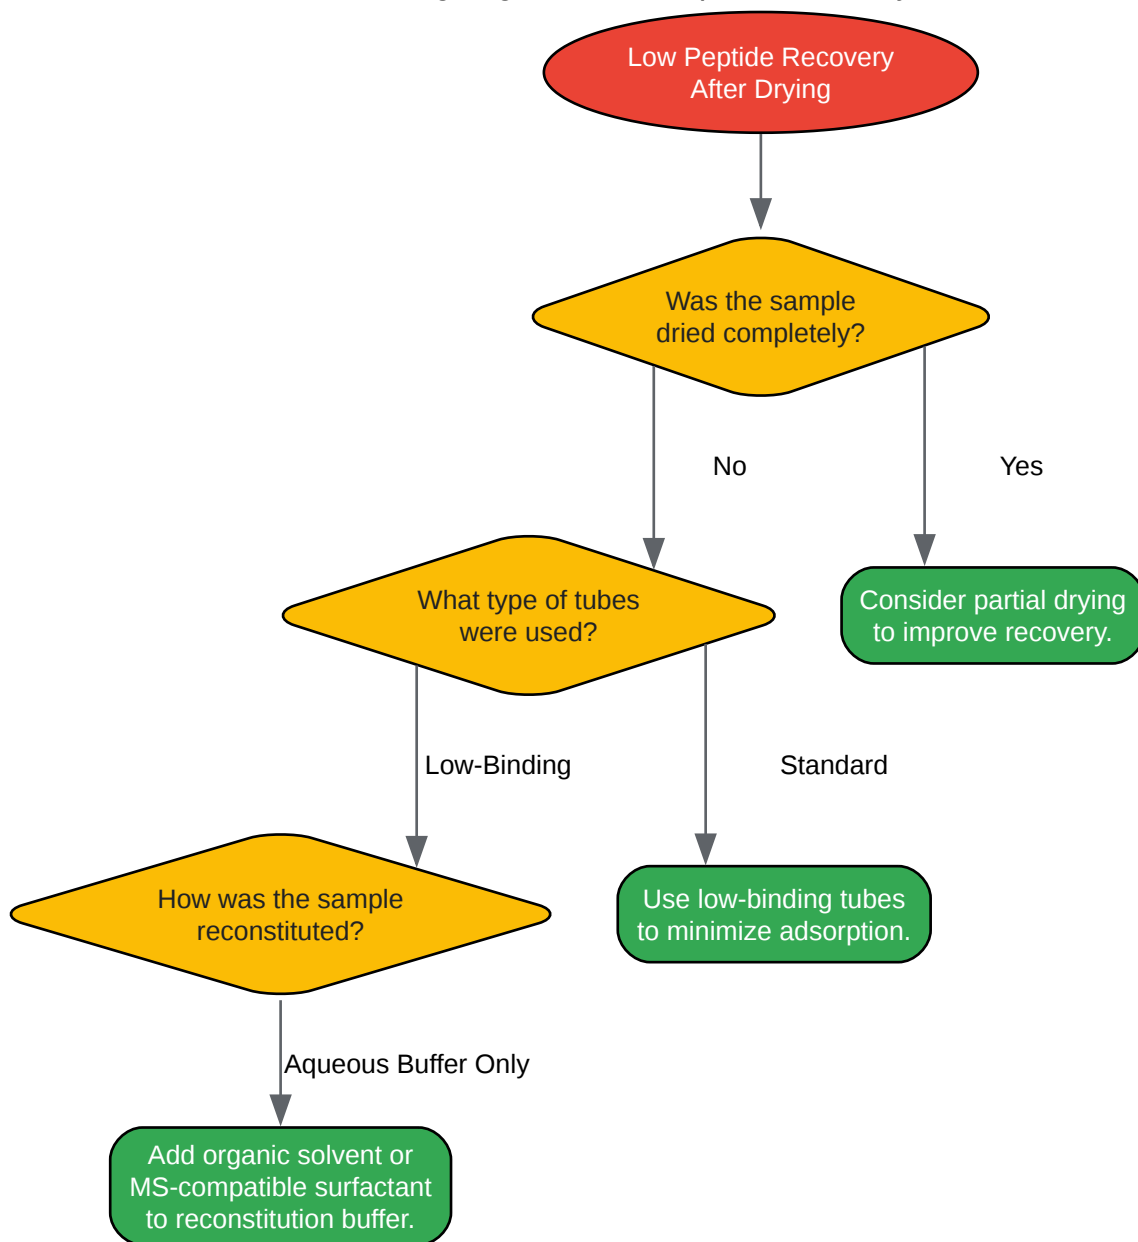 Low Peptide Recovery
After Drying
Was the sample
dried completely?
No
Yes
What type of tubes
were used?
Consider partial drying
to improve recovery.
Low-Binding
Standard
How was the sample
reconstituted?
Use low-binding tubes
to minimize adsorption.
Aqueous Buffer Only
Add organic solvent or
MS-compatible surfactant
to reconstitution buffer.